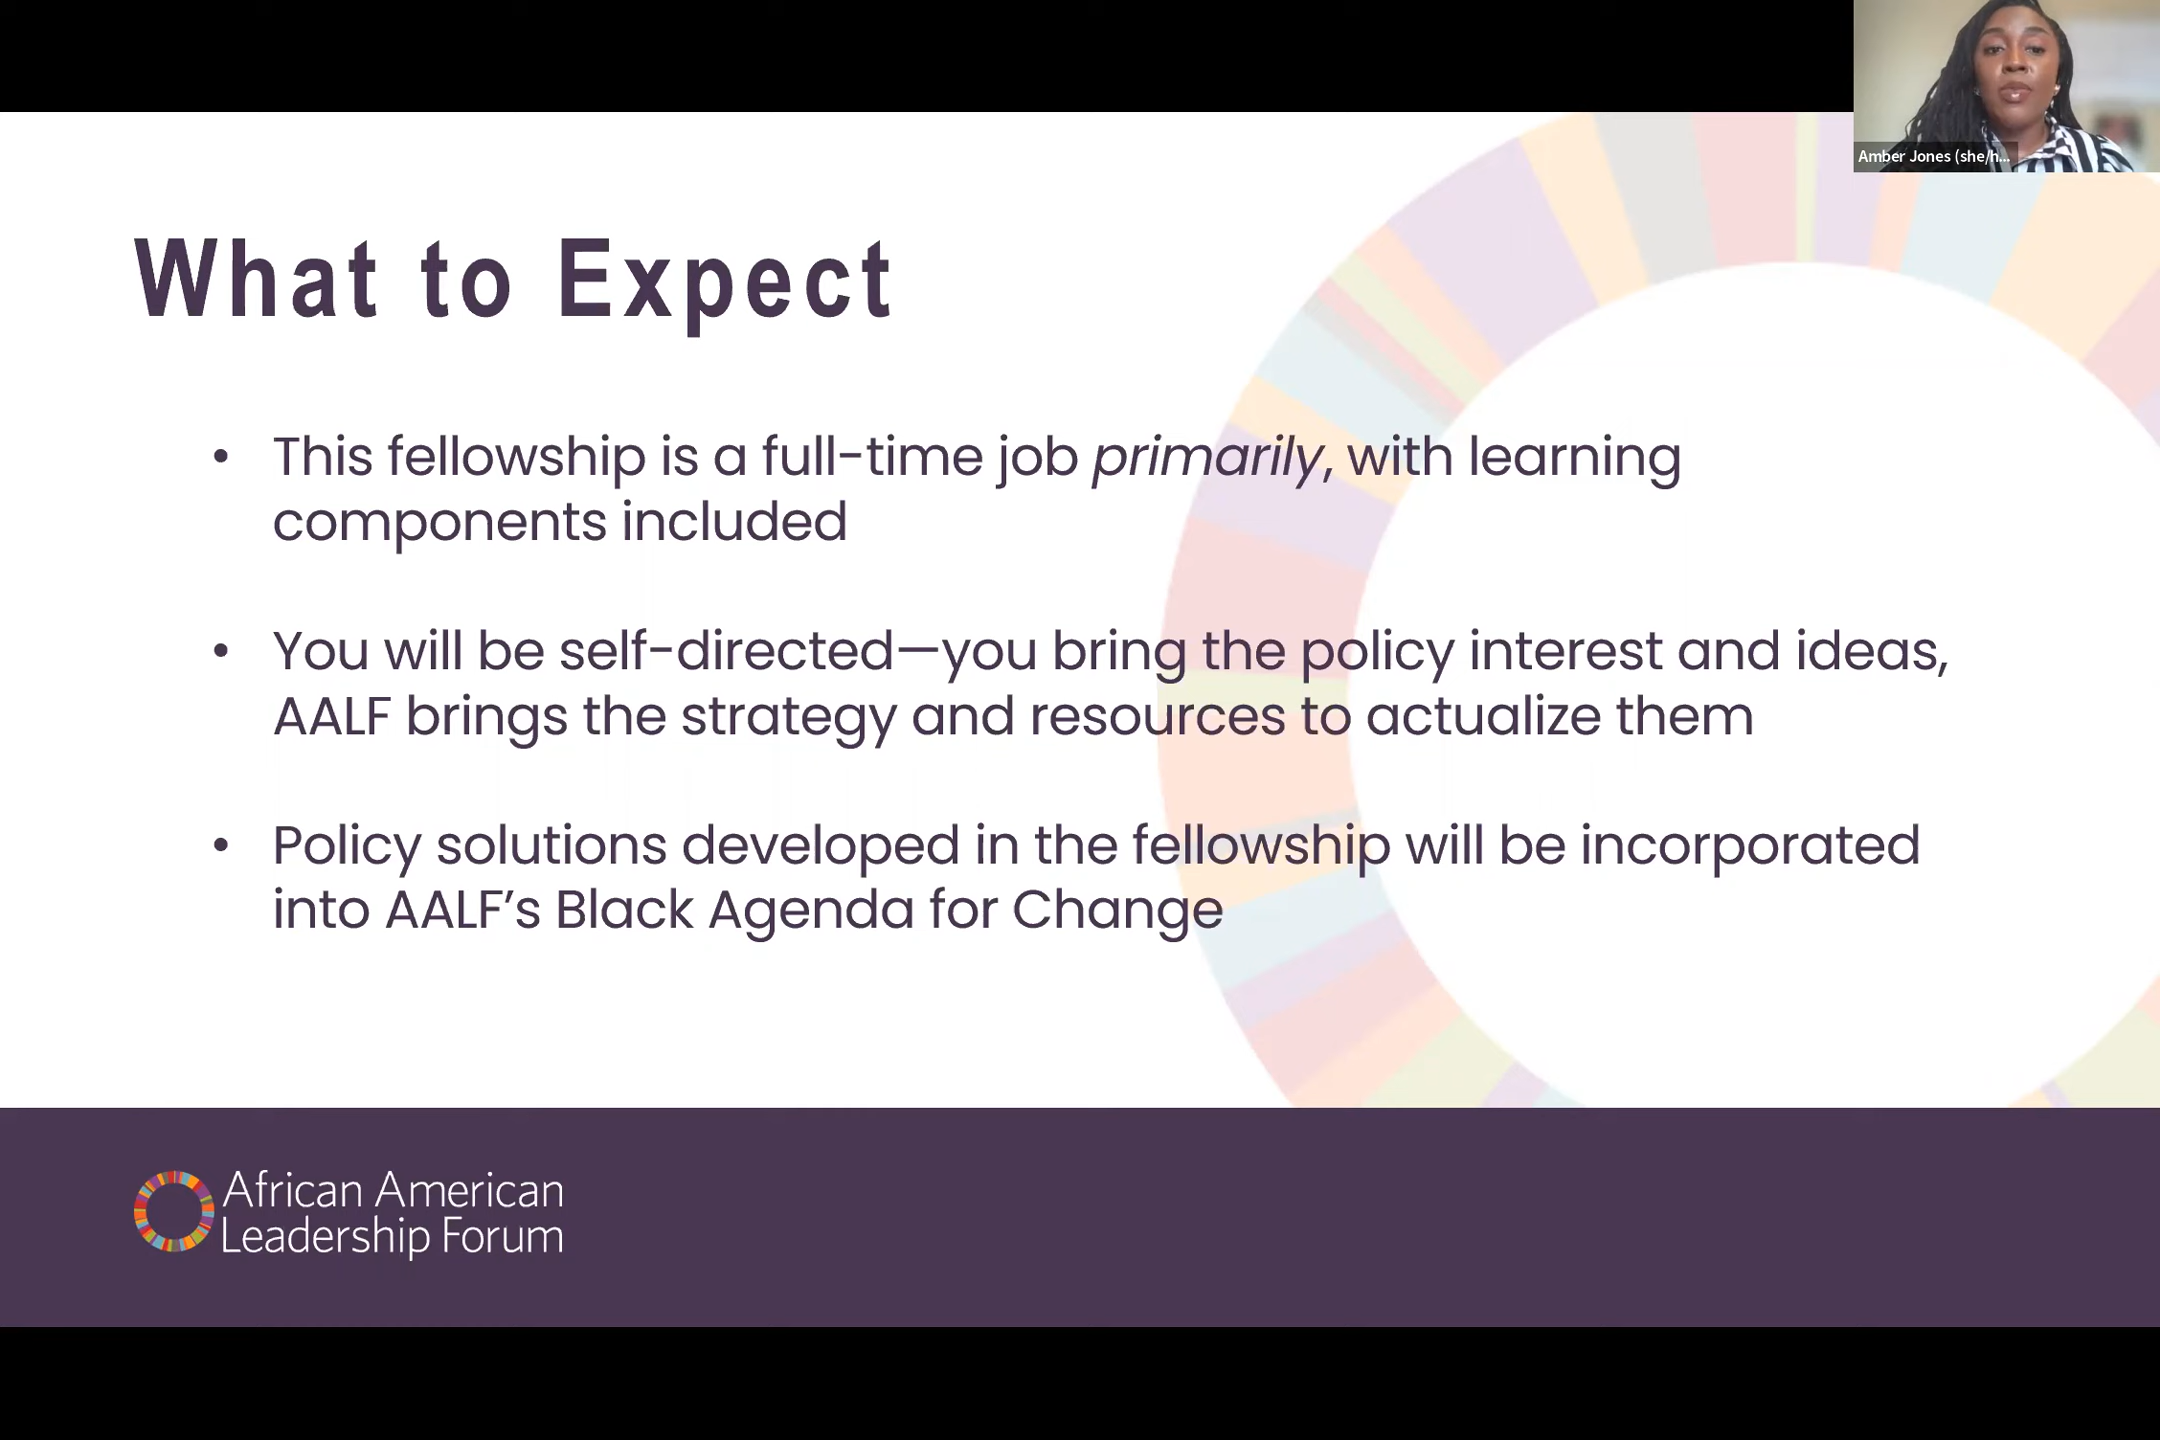 Amber Jones (she/h...
What to Expect
• This fellowship is a full-time job primarily, with learning
components included
• You will be self-directed—you bring the policy interest and ideas,
AALF brings the strategy and resources to actualize them
• Policy solutions developed in the fellowship will be incorporated
into AALF’s Black Agenda for Change
African American
Leadership Forum